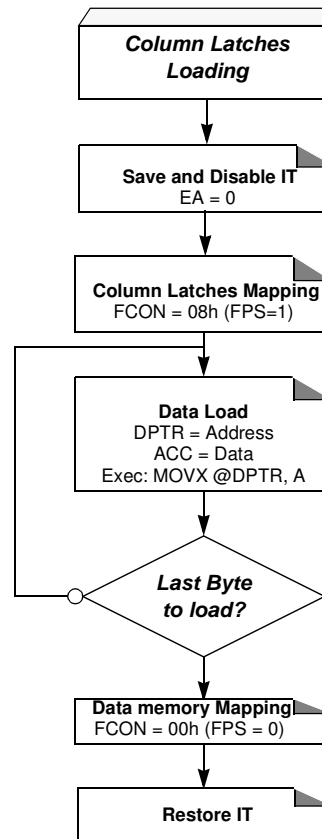 Column Latches
Loading
Save and Disable IT
EA = 0
Column Latches Mapping
FCON = 08h (FPS=1)
Data Load
DPTR = Address
ACC = Data
Exec: MOVX @DPTR, A
Last Byte
to load?
Data memory Mapping
FCON = 00h (FPS = 0)
Restore IT